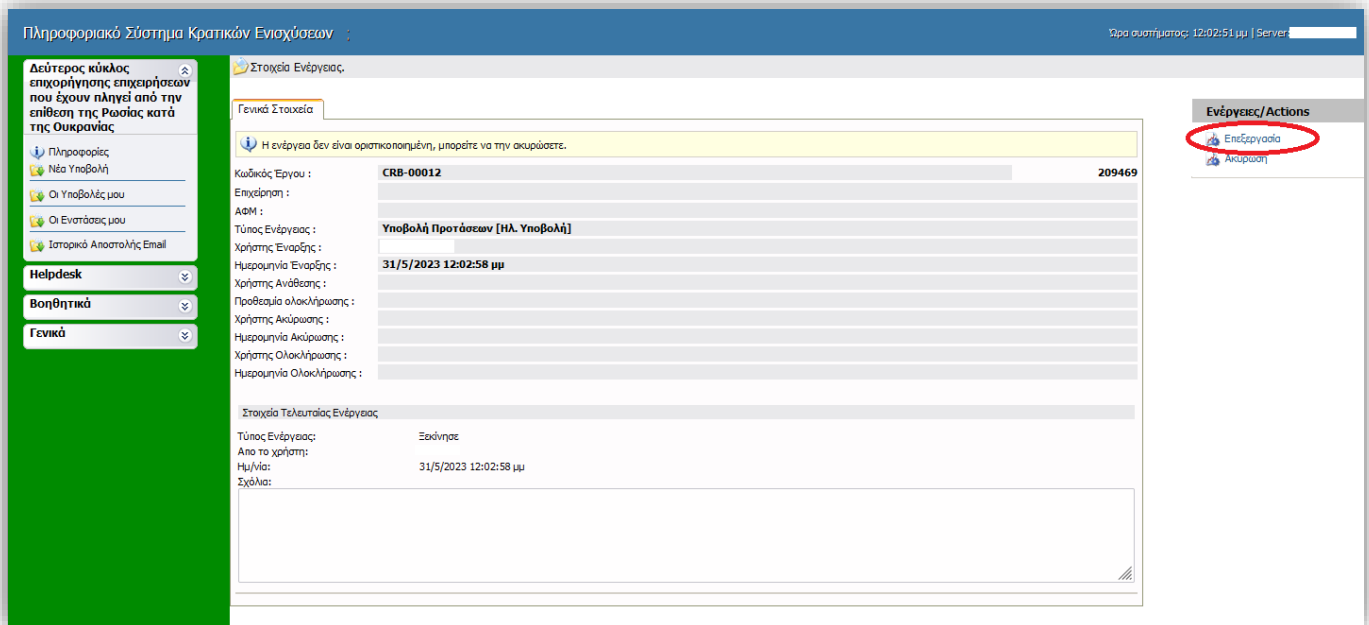 Πληροφοριακό Σύστημα Κρατικών Ενισχύσεων :
Ώρα συστήματος: 12:02:51 μμ | Server:
Δεύτερος κύκλος
επιχορήγησης επιχειρήσεων
που έχουν πληγεί από την
επίθεση της Ρωσίας κατά
της Ουκρανίας
Πληροφορίες
Νέα Υποβολή
Οι Υποβολές μου
Οι Ενστάσεις μου
Ιστορικό Αποστολής Email
Helpdesk
Βοηθητικά
Γενικά
Στοιχεία Ενέργειας.
Γενικά Στοιχεία
Η ενέργεια δεν είναι οριστικοποιημένη, μπορείτε να την ακυρώσετε.
Κωδικός Έργου : CRB-00012 209469
Επιχείρηση :
ΑΦΜ :
Τύπος Ενέργειας : Υποβολή Προτάσεων [Ηλ. Υποβολή]
Χρήστης Έναρξης :
Ημερομηνία Έναρξης : 31/5/2023 12:02:58 μμ
Χρήστης Ανάθεσης :
Προθεσμία ολοκλήρωσης :
Χρήστης Ακύρωσης :
Ημερομηνία Ακύρωσης :
Χρήστης Ολοκλήρωσης :
Ημερομηνία Ολοκλήρωσης :
Στοιχεία Τελευταίας Ενέργειας
Τύπος Ενέργειας: Ξεκίνησε
Απο το χρήστη:
Ημ/νία: 31/5/2023 12:02:58 μμ
Σχόλια:
Ενέργειες/Actions
Επεξεργασία
Ακύρωση